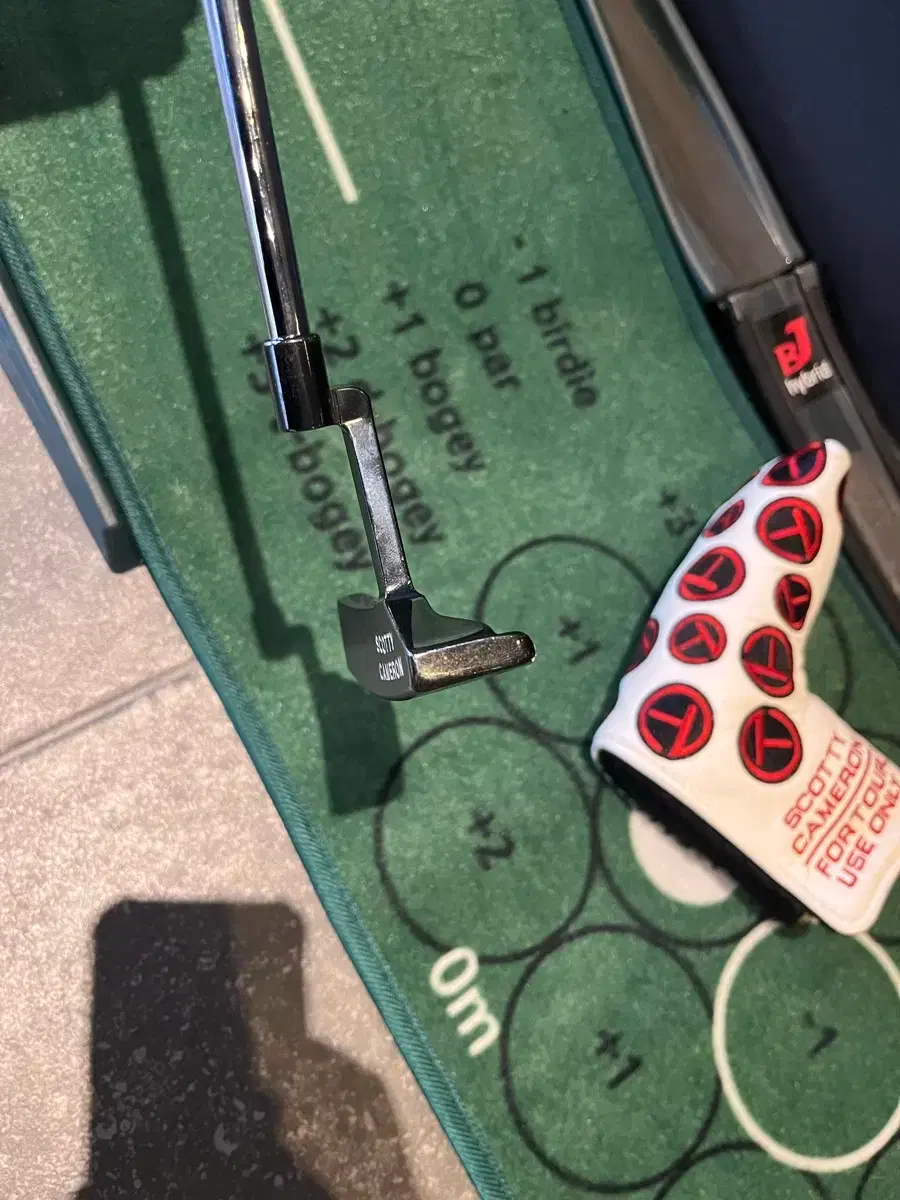 - 1 birdie
0 par
+1 bogey
+2
bogey
-bogey
+3
+1
+2
0m
+1
-1
BJ
hyBrid
SCOTTY
CAMERON
SCOTTY
CAMERON
FOR TOUR
USE ONLY